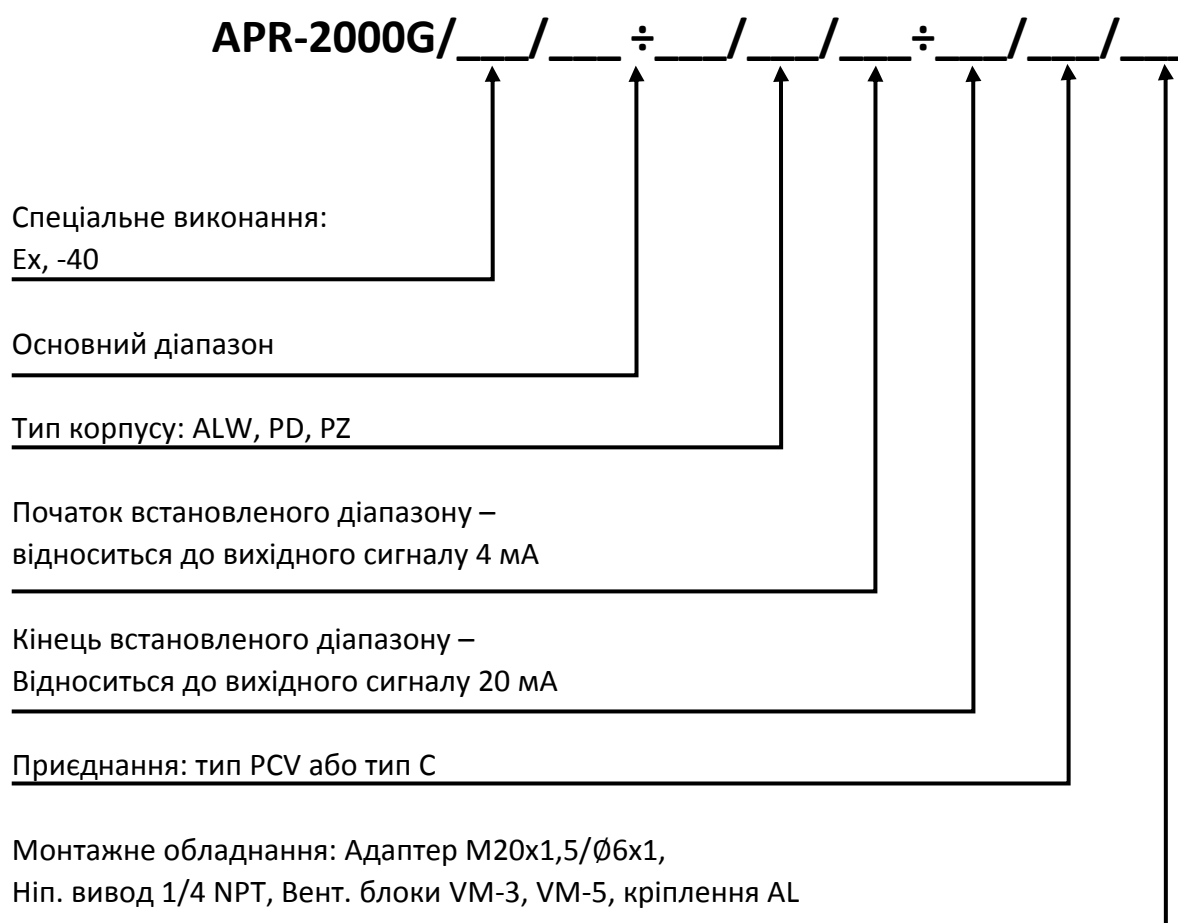 APR-2000G/___/___÷___/___/___÷___/___/___
Спеціальне виконання:
Ex, -40
Основний діапазон
Тип корпусу: ALW, PD, PZ
Початок встановленого діапазону –
відноситься до вихідного сигналу 4 мА
Кінець встановленого діапазону –
Відноситься до вихідного сигналу 20 мА
Приєднання: тип PCV або тип С
Монтажне обладнання: Адаптер M20x1,5/Ø6x1,
Ніп. вивод 1/4 NPT, Вент. блоки VM-3, VM-5, кріплення AL